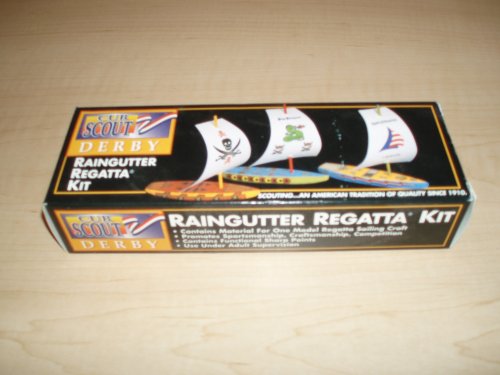 CUB
SCOUT
DERBY
RAINGUTTER
REGATTA®
KIT
SCOUTING...AN AMERICAN TRADITION OF QUALITY SINCE 1910.
CUB
SCOUT
DERBY
RAINGUTTER REGATTA® KIT
• Contains Material For One Model Regatta Sailing Craft
• Promotes Sportsmanship, Craftsmanship, Competition
• Contains Functional Sharp Points
• Use Under Adult Supervision